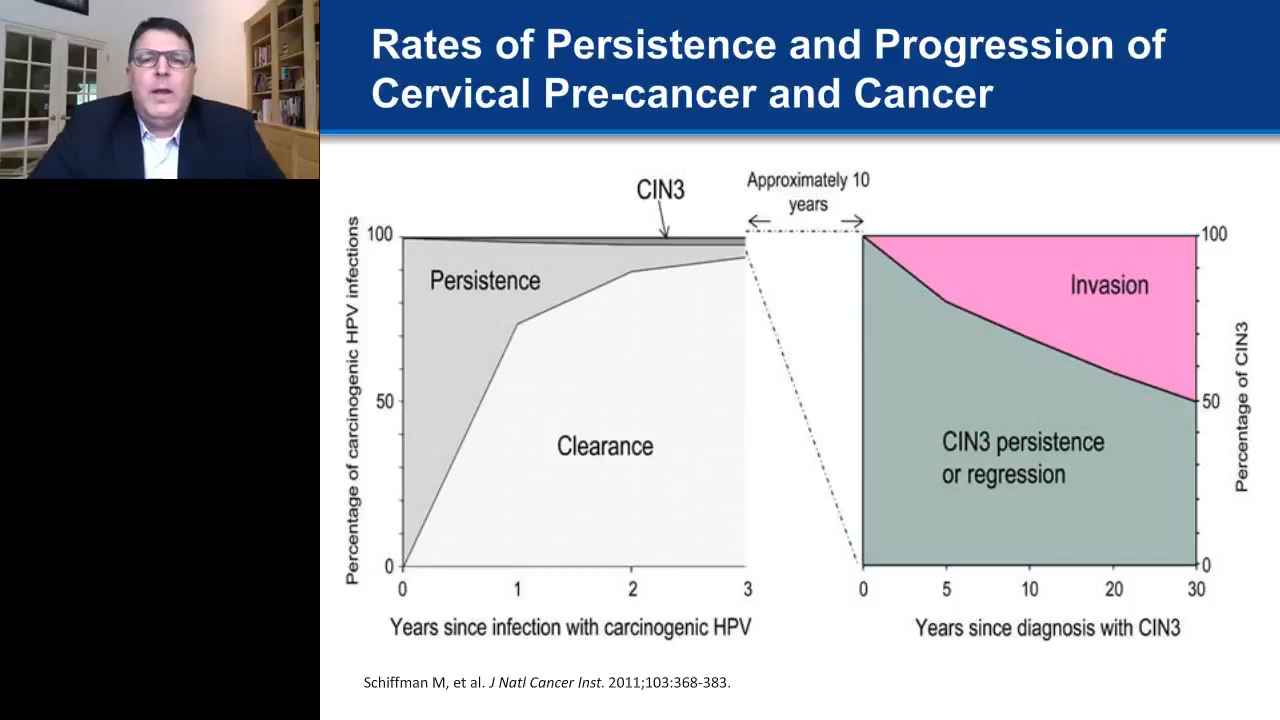 Rates of Persistence and Progression of
Cervical Pre-cancer and Cancer
CIN3
Approximately 10
years
Percentage of carcinogenic HPV infections
100
50
0
Persistence
Clearance
0 1 2 3
Years since infection with carcinogenic HPV
Invasion
CIN3 persistence
or regression
100
50
0
Percentage of CIN3
0 5 10 20 30
Years since diagnosis with CIN3
Schiffman M, et al. J Natl Cancer Inst. 2011;103:368-383.